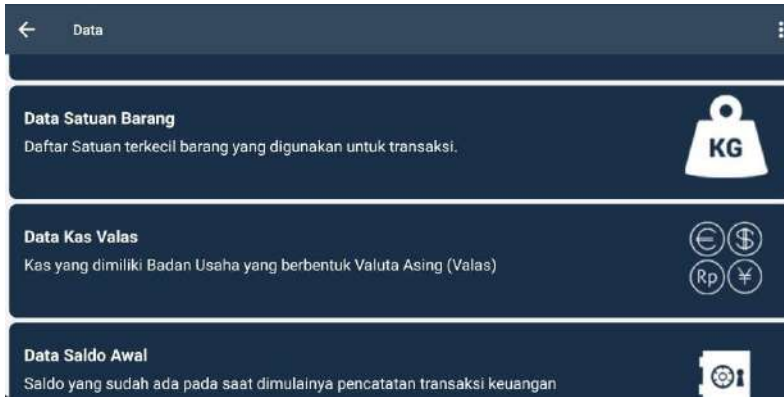 Data
Data Satuan Barang
Daftar Satuan terkecil barang yang digunakan untuk transaksi.
KG
Data Kas Valas
Kas yang dimiliki Badan Usaha yang berbentuk Valuta Asing (Valas)
€ $
Rp ¥
Data Saldo Awal
Saldo yang sudah ada pada saat dimulainya pencatatan transaksi keuangan